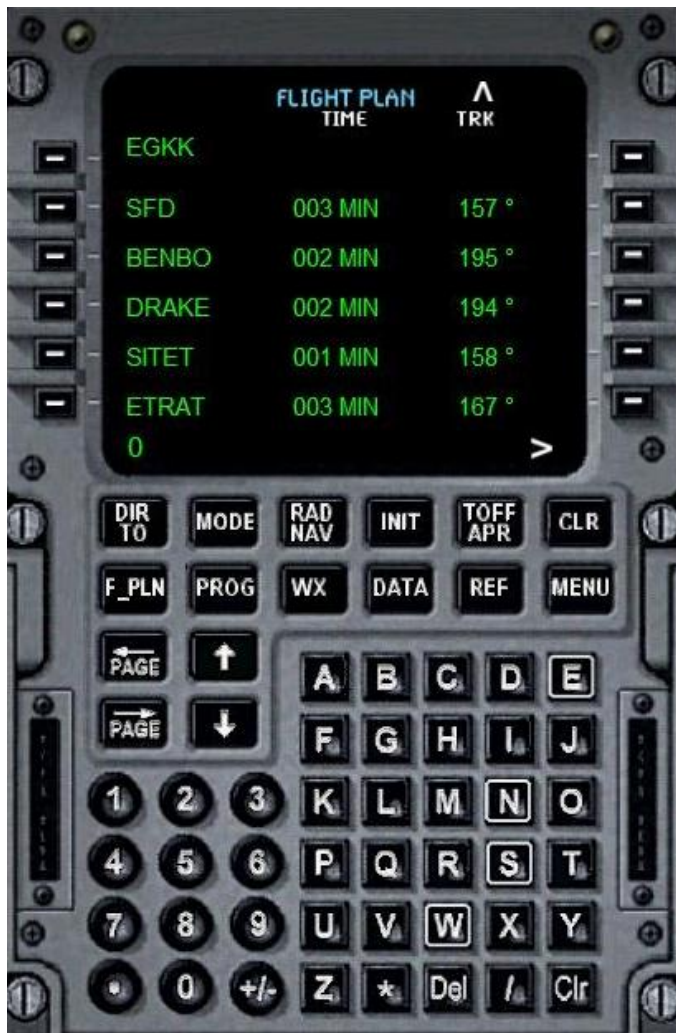 FLIGHT PLAN ^
TIME TRK
EGKK
SFD 003 MIN 157 °
BENBO 002 MIN 195 °
DRAKE 002 MIN 194 °
SITET 001 MIN 158 °
ETRAT 003 MIN 167 °
0 >
DIR TO MODE RAD NAV INIT TOFF APR CLR
F_PLN PROG WX DATA REF MENU
PAGE ↑
PAGE ↓
A B C D E
F G H I J
1 2 3 K L M N O
4 5 6 P Q R S T
7 8 9 U V W X Y
• 0 +/- Z * Del / Clr